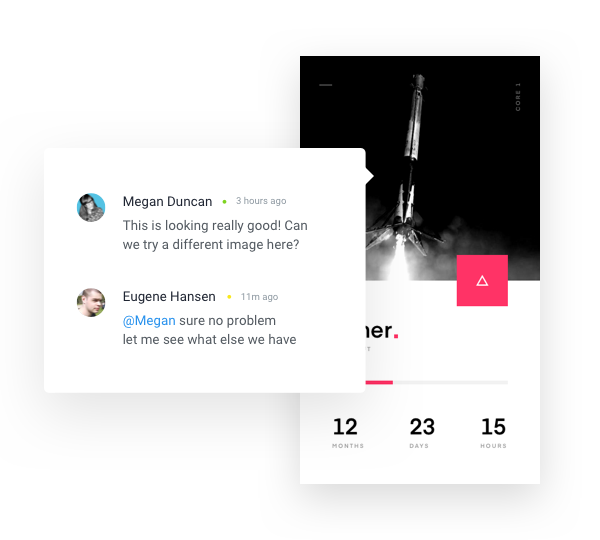 CORE 1
Megan Duncan 3 hours ago
This is looking really good! Can
we try a different image here?
Eugene Hansen 11m ago
@Megan sure no problem
let me see what else we have
12 23 15
MONTHS DAYS HOURS